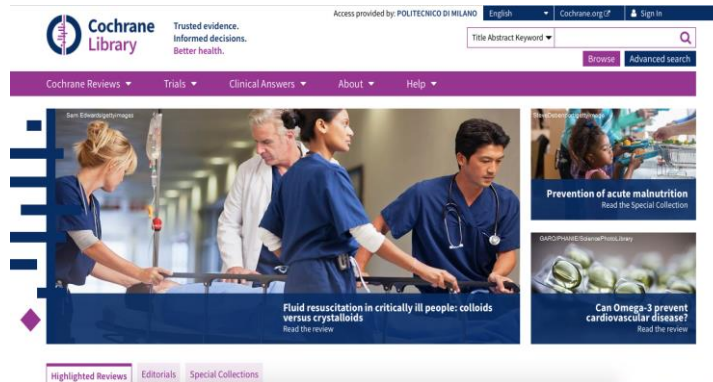 Access provided by: POLITECNICO DI MILANO English Cochrane.org Sign In
Cochrane
Library
Trusted evidence.
Informed decisions.
Better health.
Title Abstract Keyword
Browse Advanced search
Cochrane Reviews Trials Clinical Answers About Help
Sam Edwards/gettyimages
Fluid resuscitation in critically ill people: colloids
versus crystalloids
Read the review
Prevention of acute malnutrition
Read the Special Collection
Can Omega-3 prevent
cardiovascular disease?
Read the review
Highlighted Reviews Editorials Special Collections